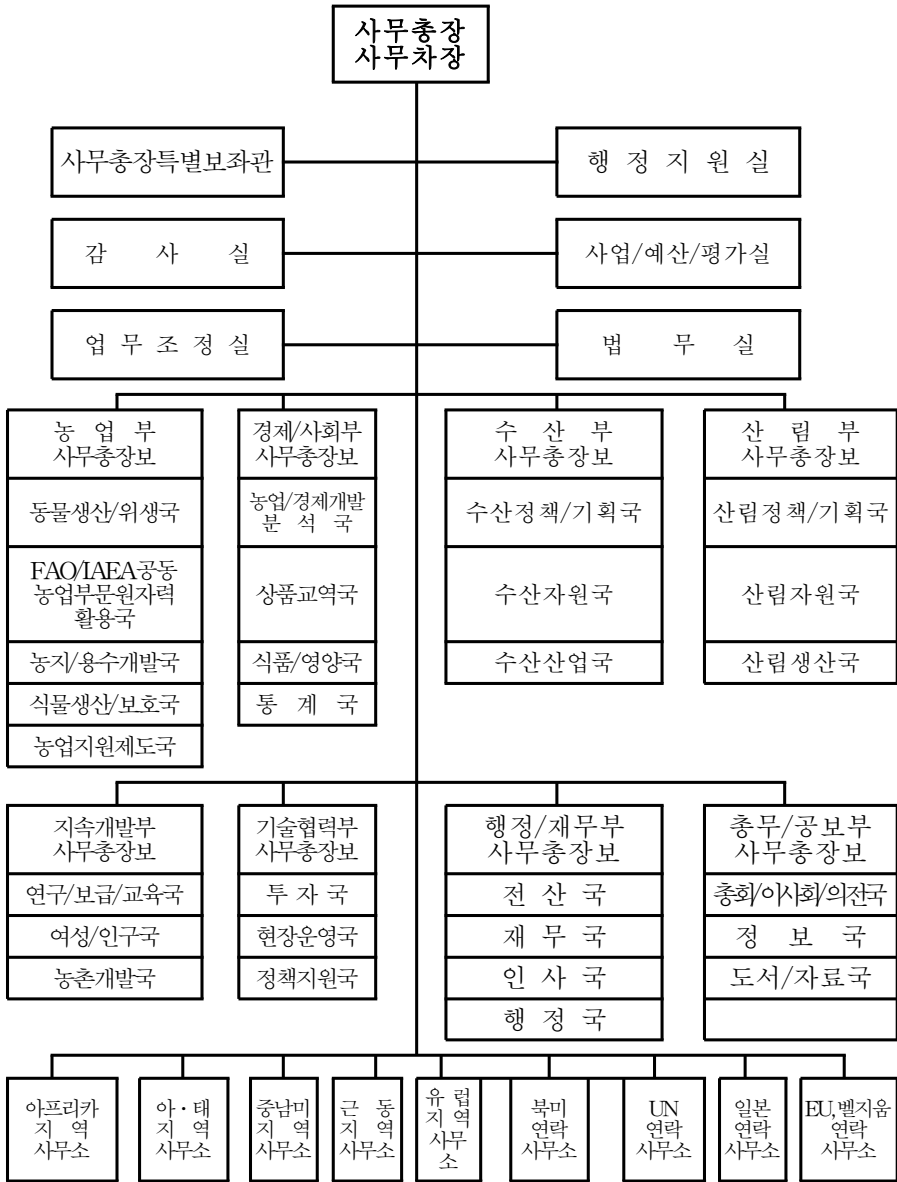 사무총장
사무차장
사무총장특별보좌관
행 정 지 원 실
감 사 실
사업/예산/평가실
업 무 조 정 실
법 무 실
농 업 부
사무총장보
동물생산/위생국
FAO/IAEA공동
농업부문원자력
활용국
농지/용수개발국
식물생산/보호국
농업지원제도국
경제/사회부
사무총장보
농업/경제개발
분 석 국
상품교역국
식품/영양국
통 계 국
수 산 부
사무총장보
수산정책/기획국
수산자원국
수산산업국
산 림 부
사무총장보
산림정책/기획국
산림자원국
산림생산국
지속개발부
사무총장보
연구/보급/교육국
여성/인구국
농촌개발국
기술협력부
사무총장보
투 자 국
현장운영국
정책지원국
행정/재무부
사무총장보
전 산 국
재 무 국
인 사 국
행 정 국
총무/공보부
사무총장보
총회/이사회/의전국
정 보 국
도서/자료국
아프리카
지 역
사무소
아·태
지 역
사무소
중남미
지 역
사무소
근 동
지 역
사무소
유 럽
지 역
사무
소
북미
연락
사무소
UN
연락
사무소
일본
연락
사무소
EU,벨지움
연락
사무소